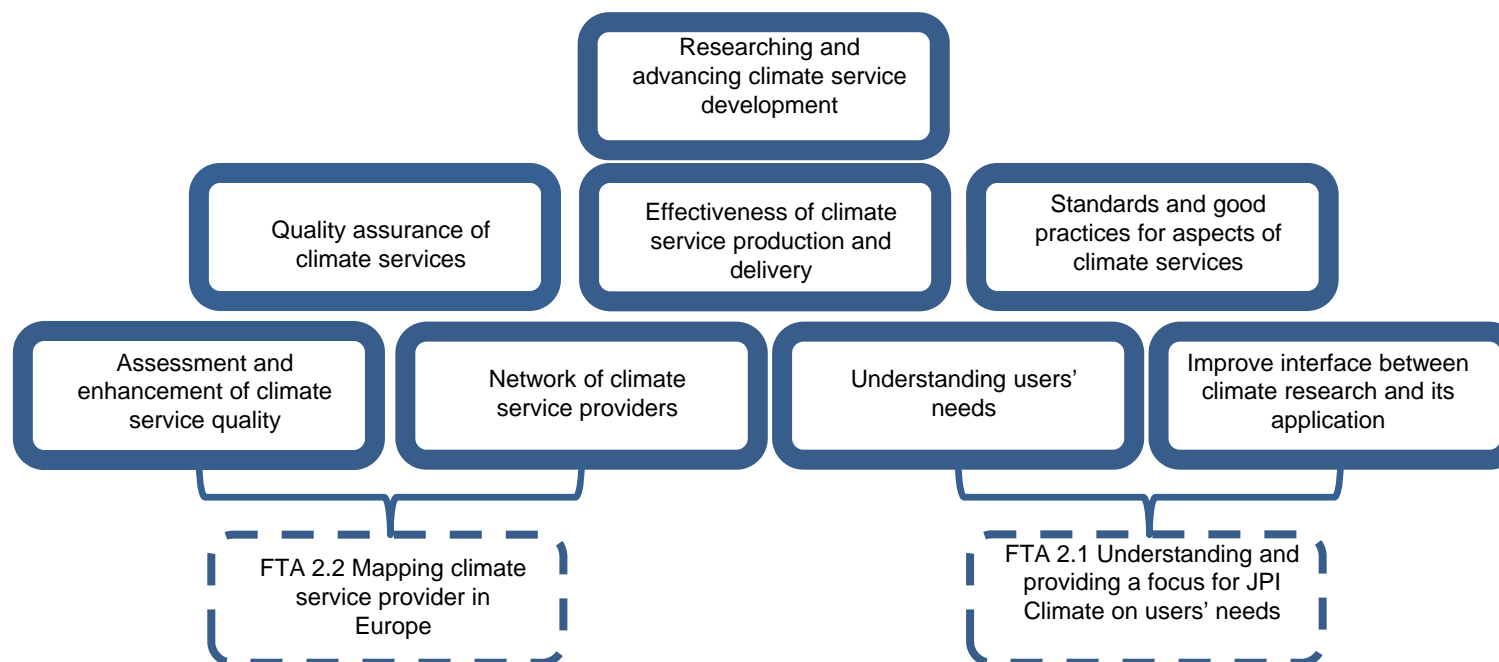 Researching and
advancing climate service
development
Quality assurance of
climate services
Effectiveness of climate
service production and
delivery
Standards and good
practices for aspects of
climate services
Assessment and
enhancement of climate
service quality
Network of climate
service providers
Understanding users’
needs
Improve interface between
climate research and its
application
FTA 2.2 Mapping climate
service provider in
Europe
FTA 2.1 Understanding and
providing a focus for JPI
Climate on users’ needs